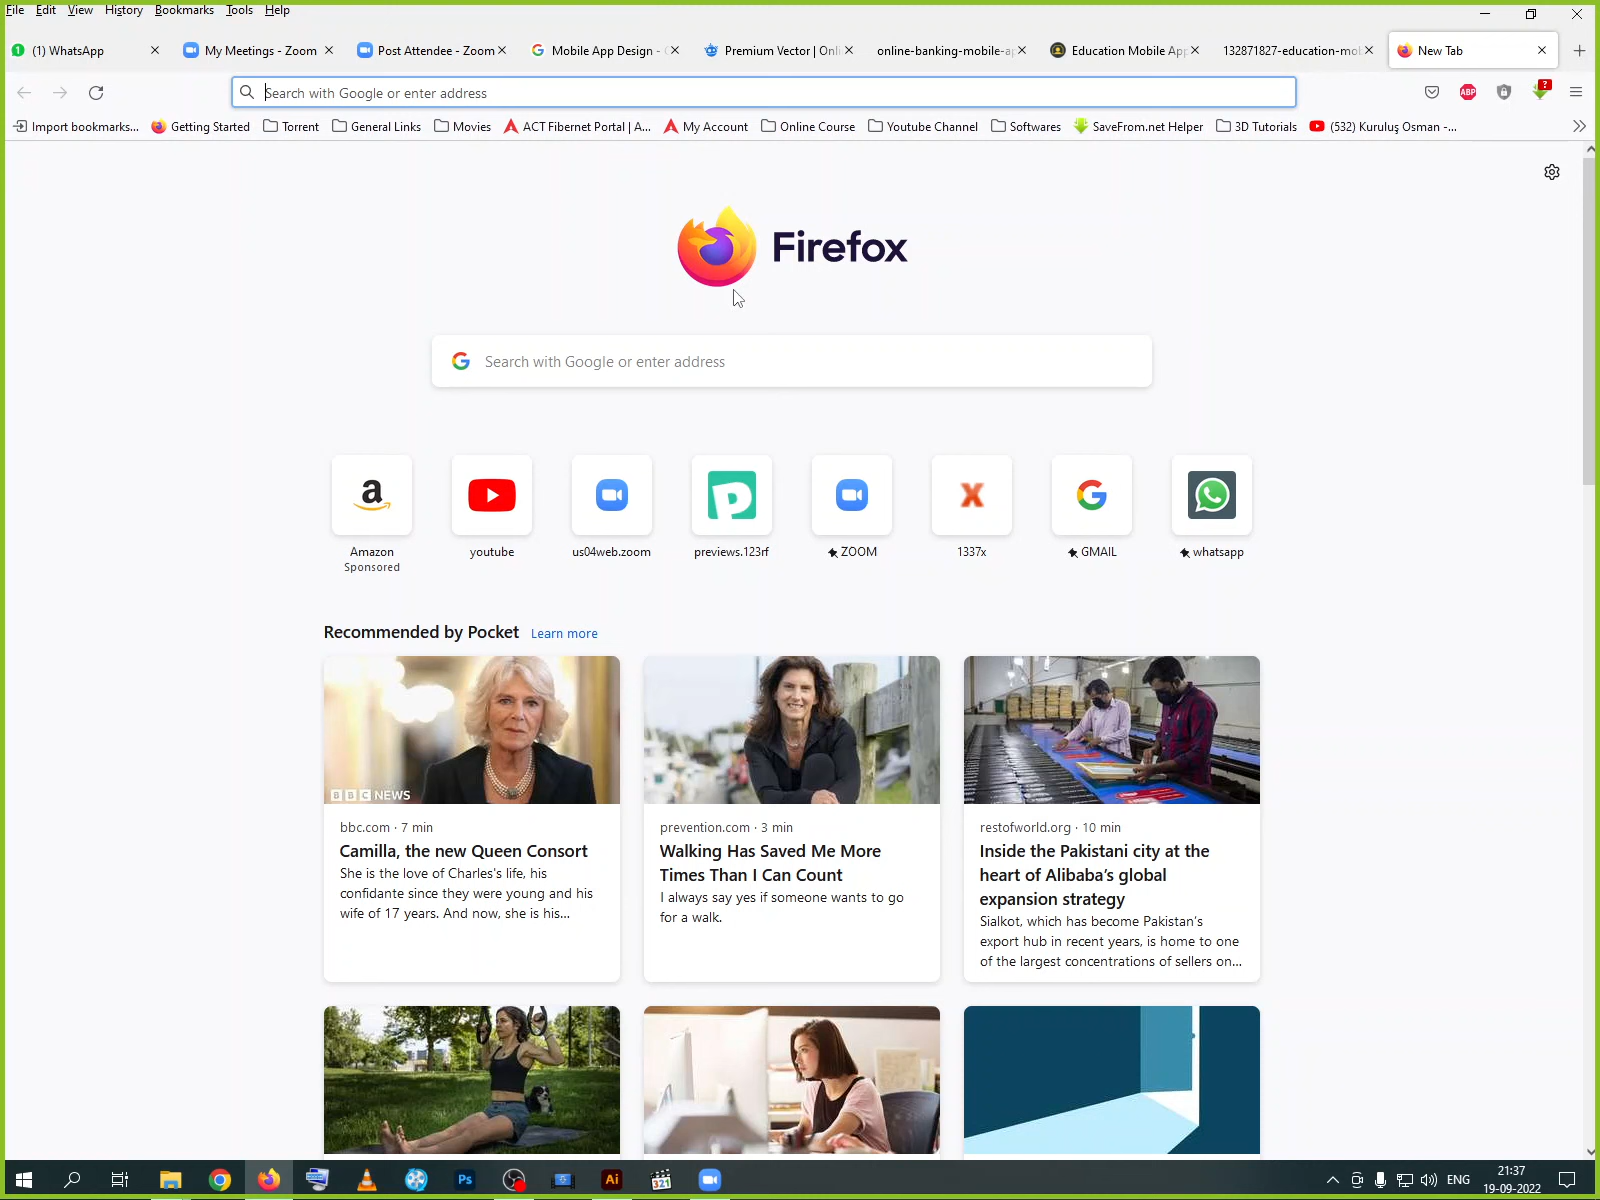 File Edit View History Bookmarks Tools Help
(1) WhatsApp
My Meetings - Zoom
Post Attendee - Zoom
Mobile App Design -
Premium Vector | Onli
online-banking-mobile-ap
Education Mobile App
132871827-education-mob
New Tab
Search with Google or enter address
ABP
?
Import bookmarks...
Getting Started
Torrent
General Links
Movies
ACT Fibernet Portal | A...
My Account
Online Course
Youtube Channel
Softwares
SaveFrom.net Helper
3D Tutorials
(532) Kuruluş Osman -...
Firefox
Search with Google or enter address
Amazon
Sponsored
youtube
us04web.zoom
previews.123rf
ZOOM
1337x
GMAIL
whatsapp
Recommended by Pocket Learn more
BBC NEWS
bbc.com · 7 min
Camilla, the new Queen Consort
She is the love of Charles's life, his
confidante since they were young and his
wife of 17 years. And now, she is his...
prevention.com · 3 min
Walking Has Saved Me More
Times Than I Can Count
I always say yes if someone wants to go
for a walk.
restofworld.org · 10 min
Inside the Pakistani city at the
heart of Alibaba's global
expansion strategy
Sialkot, which has become Pakistan's
export hub in recent years, is home to one
of the largest concentrations of sellers on...
Ps
Ai
321
ENG
21:37
19-09-2022